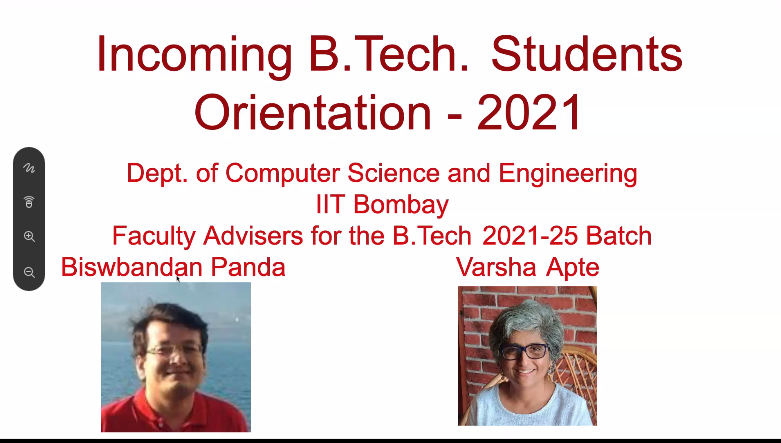 Incoming B.Tech. Students
Orientation - 2021
Dept. of Computer Science and Engineering
IIT Bombay
Faculty Advisers for the B.Tech 2021-25 Batch
Biswbandan Panda Varsha Apte